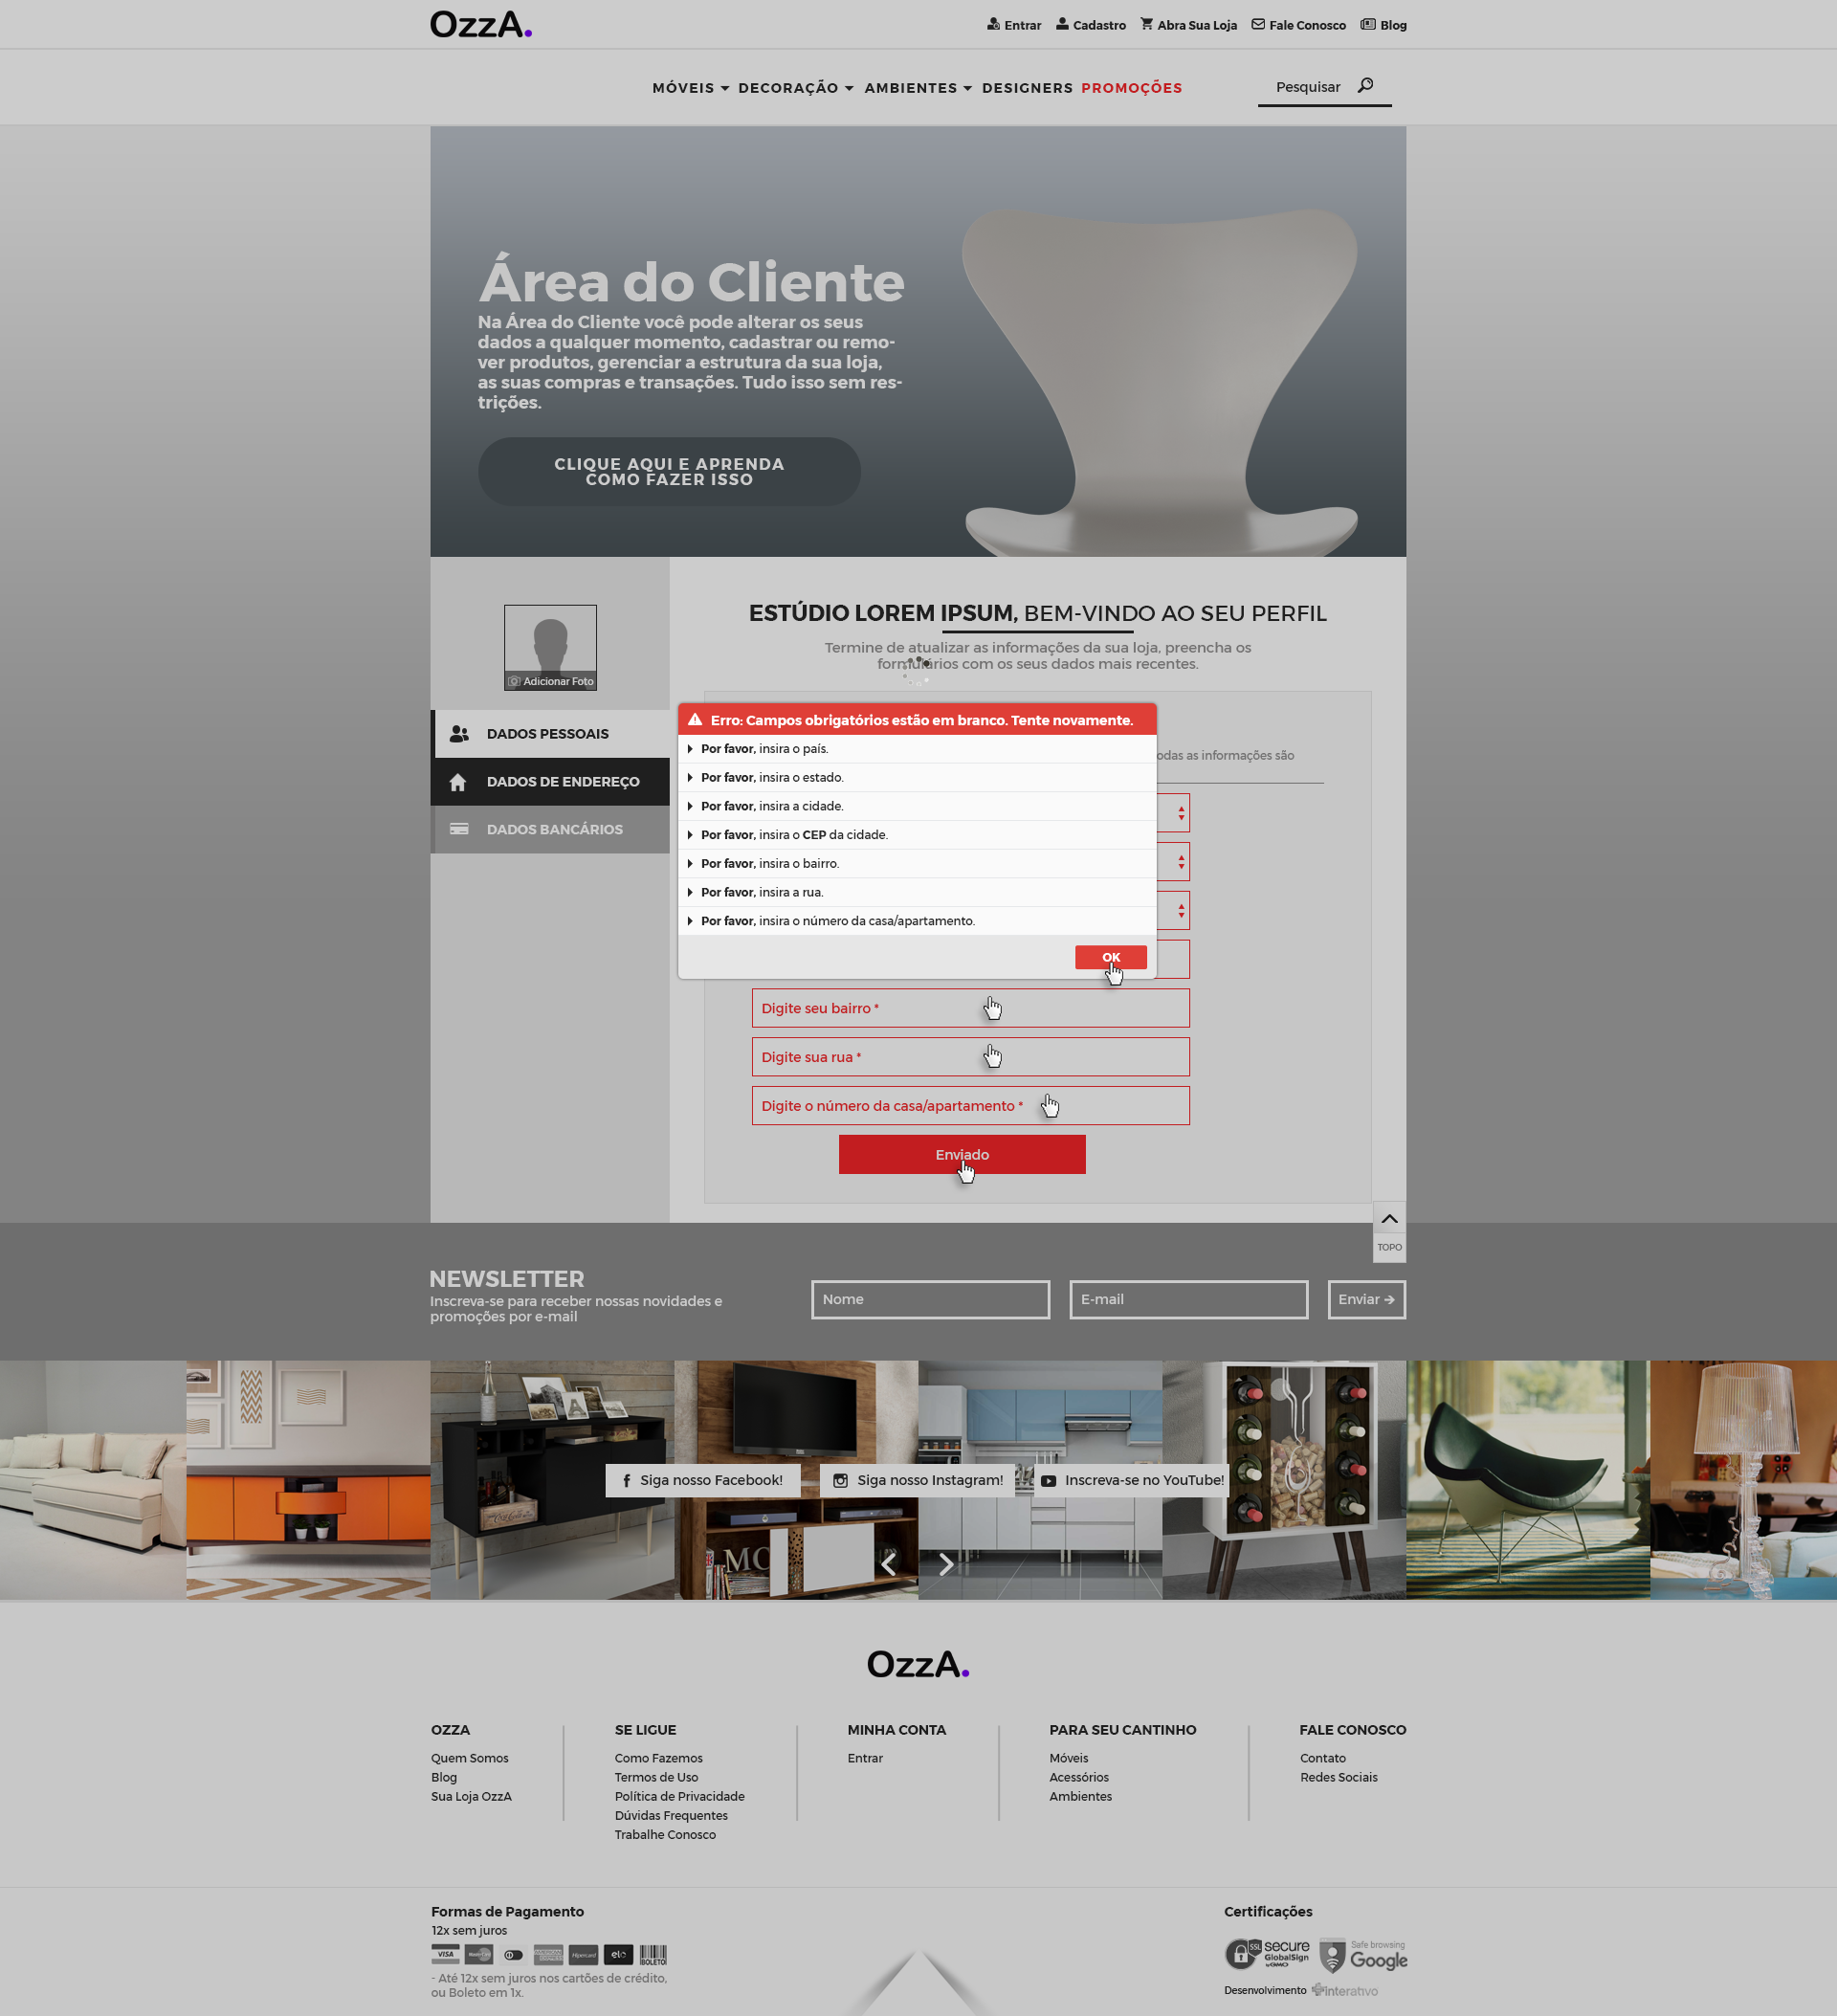 OzzA.
Entrar
Cadastro
Abra Sua Loja
Fale Conosco
Blog
MÓVEIS
DECORAÇÃO
AMBIENTES
DESIGNERS
PROMOÇÕES
Pesquisar
Área do Cliente
Na Área do Cliente você pode alterar os seus
dados a qualquer momento, cadastrar ou remo-
ver produtos, gerenciar a estrutura da sua loja,
as suas compras e transações. Tudo isso sem res-
trições.
CLIQUE AQUI E APRENDA
COMO FAZER ISSO
Adicionar Foto
DADOS PESSOAIS
DADOS DE ENDEREÇO
DADOS BANCÁRIOS
ESTÚDIO LOREM IPSUM, BEM-VINDO AO SEU PERFIL
Termine de atualizar as informações da sua loja, preencha os
formulários com os seus dados mais recentes.
Erro: Campos obrigatórios estão em branco. Tente novamente.
odas as informações são
Por favor, insira o país.
Por favor, insira o estado.
Por favor, insira a cidade.
Por favor, insira o CEP da cidade.
Por favor, insira o bairro.
Por favor, insira a rua.
Por favor, insira o número da casa/apartamento.
OK
Digite seu bairro *
Digite sua rua *
Digite o número da casa/apartamento *
Enviado
TOPO
NEWSLETTER
Inscreva-se para receber nossas novidades e
promoções por e-mail
Nome
E-mail
Enviar
Siga nosso Facebook!
Siga nosso Instagram!
Inscreva-se no YouTube!
OzzA.
OZZA
Quem Somos
Blog
Sua Loja OzzA
SE LIGUE
Como Fazemos
Termos de Uso
Política de Privacidade
Dúvidas Frequentes
Trabalhe Conosco
MINHA CONTA
Entrar
PARA SEU CANTINHO
Móveis
Acessórios
Ambientes
FALE CONOSCO
Contato
Redes Sociais
Formas de Pagamento
12x sem juros
VISA
MasterCard
Hipercard
elo
BOLETO
- Até 12x sem juros nos cartões de crédito,
ou Boleto em 1x.
Certificações
SSL
secure
GlobalSign
by GMO
Safe browsing
Google
Desenvolvimento
interativo